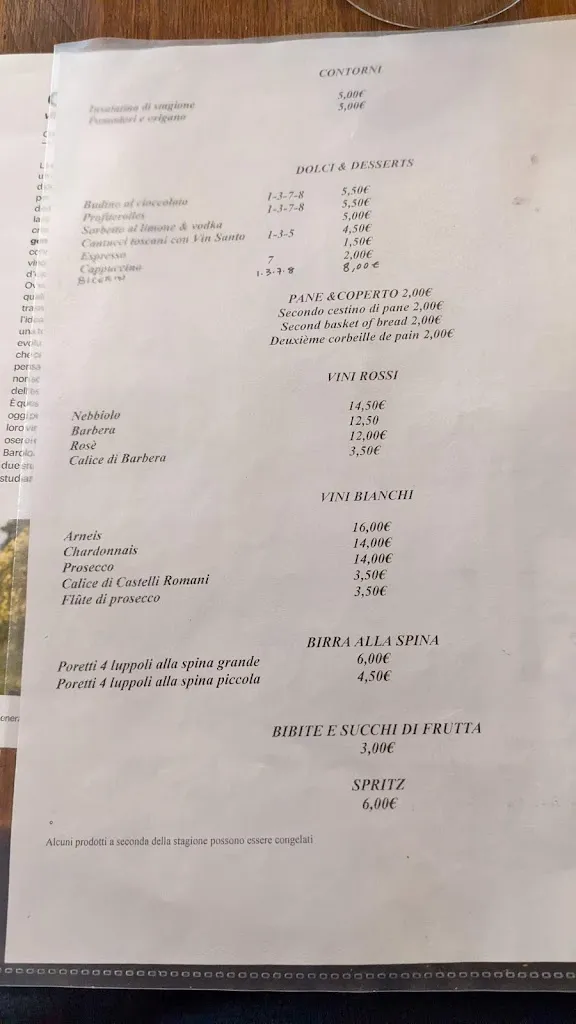 CONTORNI
Insalatina di stagione 5,00€
Pomodori e origano 5,00€
DOLCI & DESSERTS
Budino al cioccolato 1-3-7-8 5,50€
Profiterolles 1-3-7-8 5,50€
Sorbetto al limone & vodka 5,00€
Cantucci toscani con Vin Santo 1-3-5 4,50€
Espresso 1,50€
Cappuccino 7 2,00€
BICERIN 1.3.7.8 8,00€
PANE &COPERTO 2,00€
Secondo cestino di pane 2,00€
Second basket of bread 2,00€
Deuxième corbeille de pain 2,00€
VINI ROSSI
Nebbiolo 14,50€
Barbera 12,50
Rosè 12,00€
Calice di Barbera 3,50€
VINI BIANCHI
Arneis 16,00€
Chardonnais 14,00€
Prosecco 14,00€
Calice di Castelli Romani 3,50€
Flûte di prosecco 3,50€
BIRRA ALLA SPINA
Poretti 4 luppoli alla spina grande 6,00€
Poretti 4 luppoli alla spina piccola 4,50€
BIBITE E SUCCHI DI FRUTTA
3,00€
SPRITZ
6,00€
Alcuni prodotti a seconda della stagione possono essere congelati